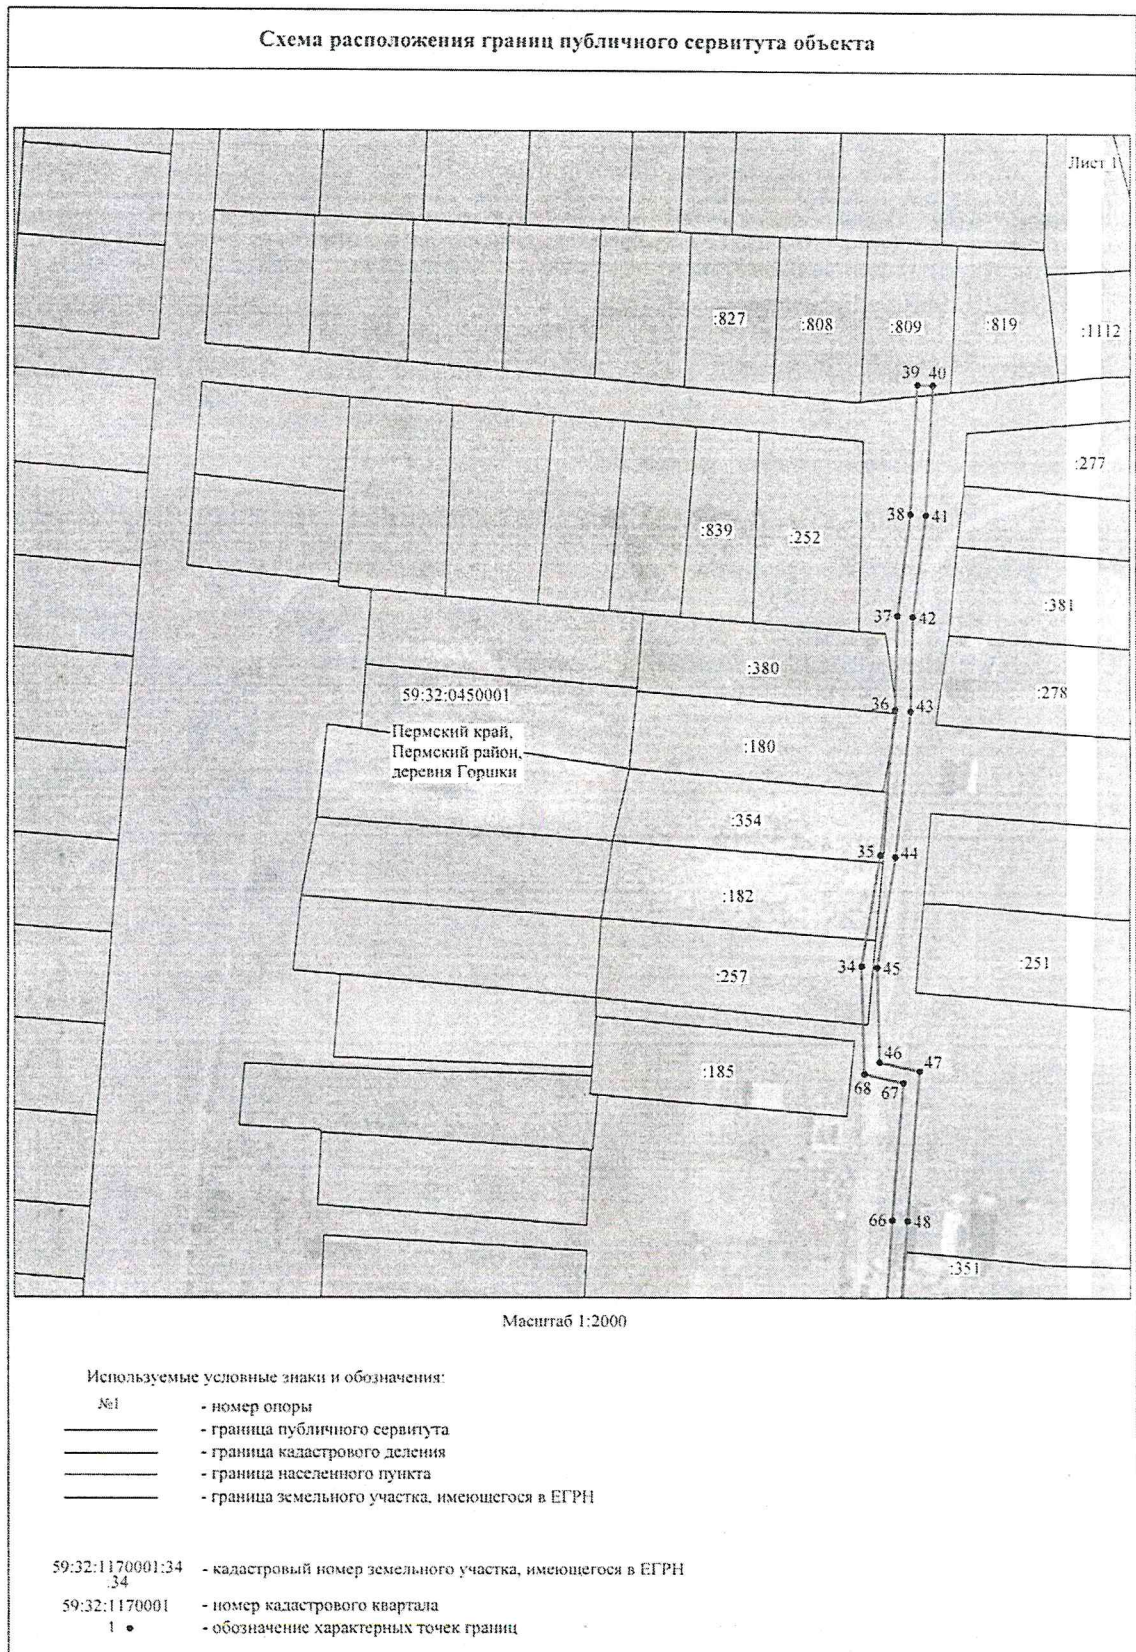 Схема расположения границ публичного сервитута объекта
Лист 1
:827
:808
:809
:819
:1112
39
40
:277
38
41
:839
:252
:381
37
42
:380
:278
59:32:0450001
36
43
Пермский край,
Пермский район,
деревня Горшки
:180
:354
35
44
:182
34
45
:257
:251
46
47
:185
68
67
66
48
:351
Масштаб 1:2000
Используемые условные знаки и обозначения:
№1 - номер опоры
- граница публичного сервитута
- граница кадастрового деления
- граница населенного пункта
- граница земельного участка, имеющегося в ЕГРН
59:32:1170001:34 - кадастровый номер земельного участка, имеющегося в ЕГРН
:34
59:32:1170001 - номер кадастрового квартала
1 - обозначение характерных точек границ